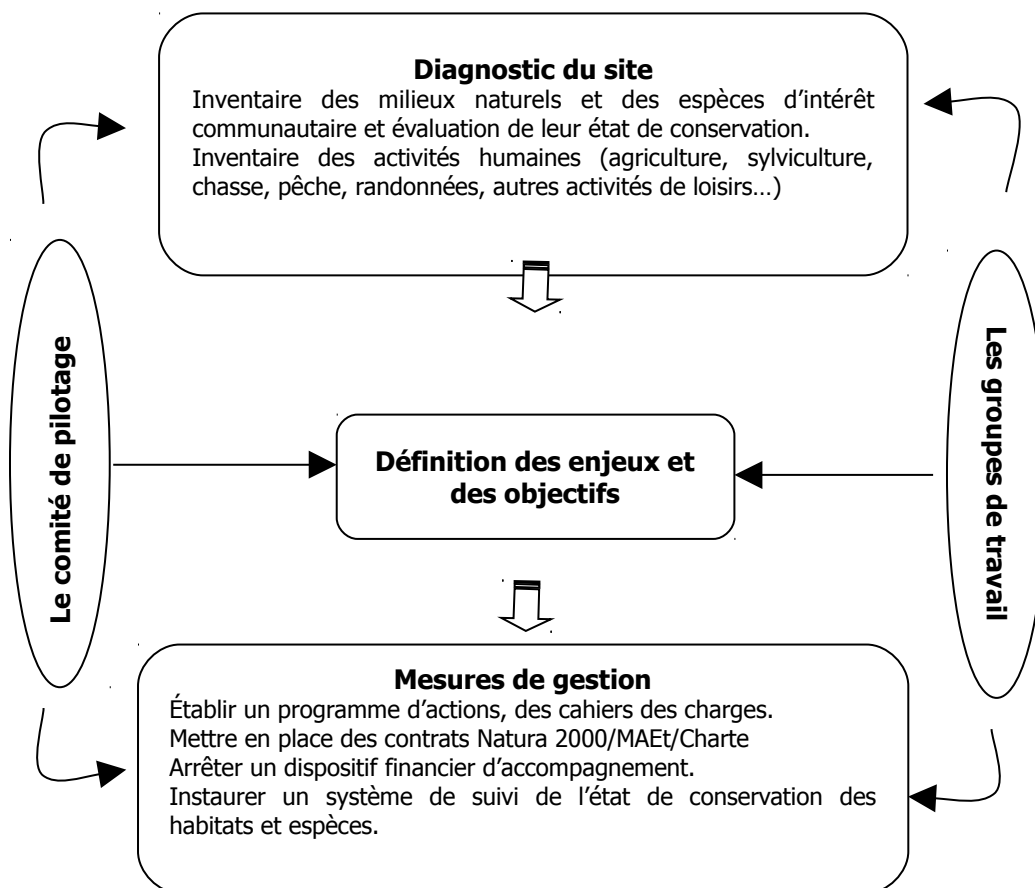 Diagnostic du site
Inventaire des milieux naturels et des espèces d’intérêt
communautaire et évaluation de leur état de conservation.
Inventaire des activités humaines (agriculture, sylviculture,
chasse, pêche, randonnées, autres activités de loisirs…)
Le comité de pilotage
Définition des enjeux et
des objectifs
Les groupes de travail
Mesures de gestion
Établir un programme d’actions, des cahiers des charges.
Mettre en place des contrats Natura 2000/MAEt/Charte
Arrêter un dispositif financier d’accompagnement.
Instaurer un système de suivi de l’état de conservation des
habitats et espèces.